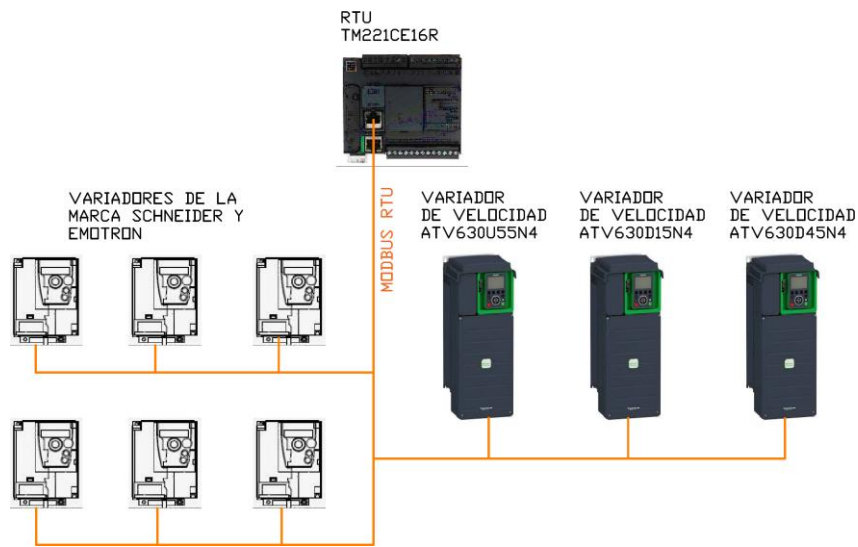 RTU
TM221CE16R
VARIADORES DE LA
MARCA SCHNEIDER Y
EMOTRON
MODBUS RTU
VARIADOR
DE VELOCIDAD
ATV630U55N4
VARIADOR
DE VELOCIDAD
ATV630D15N4
VARIADOR
DE VELOCIDAD
ATV630D45N4